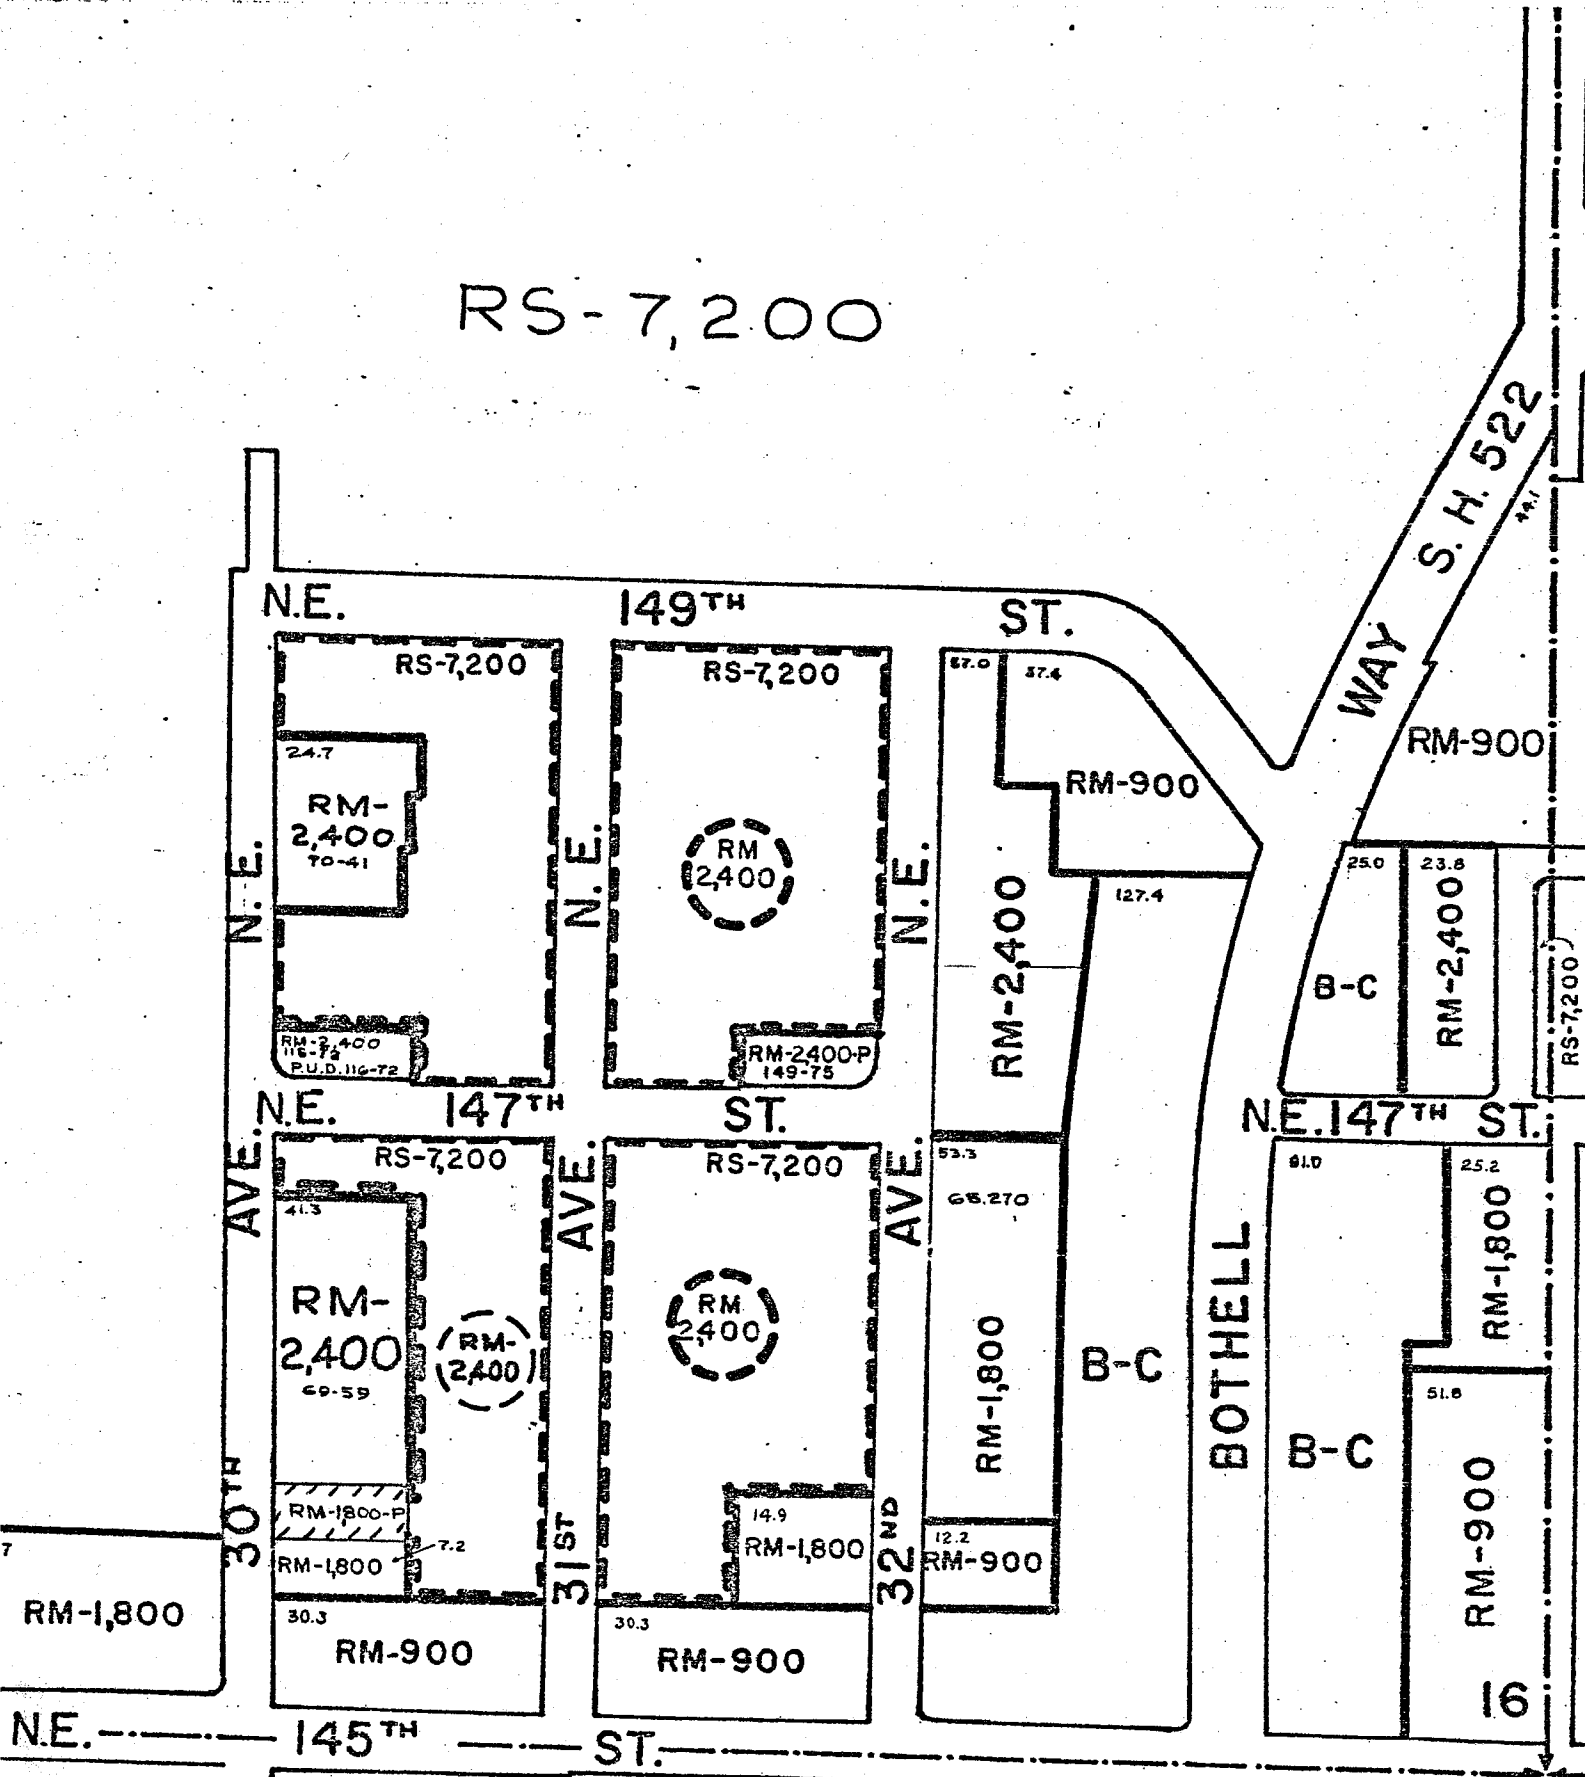 RS-7,200
S. H. 522
WAY
44.1
N.E. 149TH ST.
RS-7,200
RS-7,200
57.0
37.4
24.7
RM-
2,400
70-41
RM
2,400
RM-900
RM-900
N.E.
N.E.
N.E.
RM-2,400
127.4
25.0
23.8
B-C
RM-2,400
RS-7,200
RM-2,400
116-72
P.U.D. 116-72
RM-2400-P
149-75
N.E. 147TH ST.
N.E. 147TH ST.
RS-7,200
RS-7,200
AVE.
AVE.
AVE.
53.3
68.270
81.0
25.2
RM-1,800
41.3
RM-
2,400
69-59
RM-
2,400
RM
2,400
RM-1,800
B-C
BOTHELL
B-C
51.8
RM-900
RM-1800-P
RM-1,800
7.2
14.9
RM-1,800
12.2
RM-900
30TH
31ST
32ND
7
RM-1,800
30.3
RM-900
30.3
RM-900
16
N.E. 145TH ST.